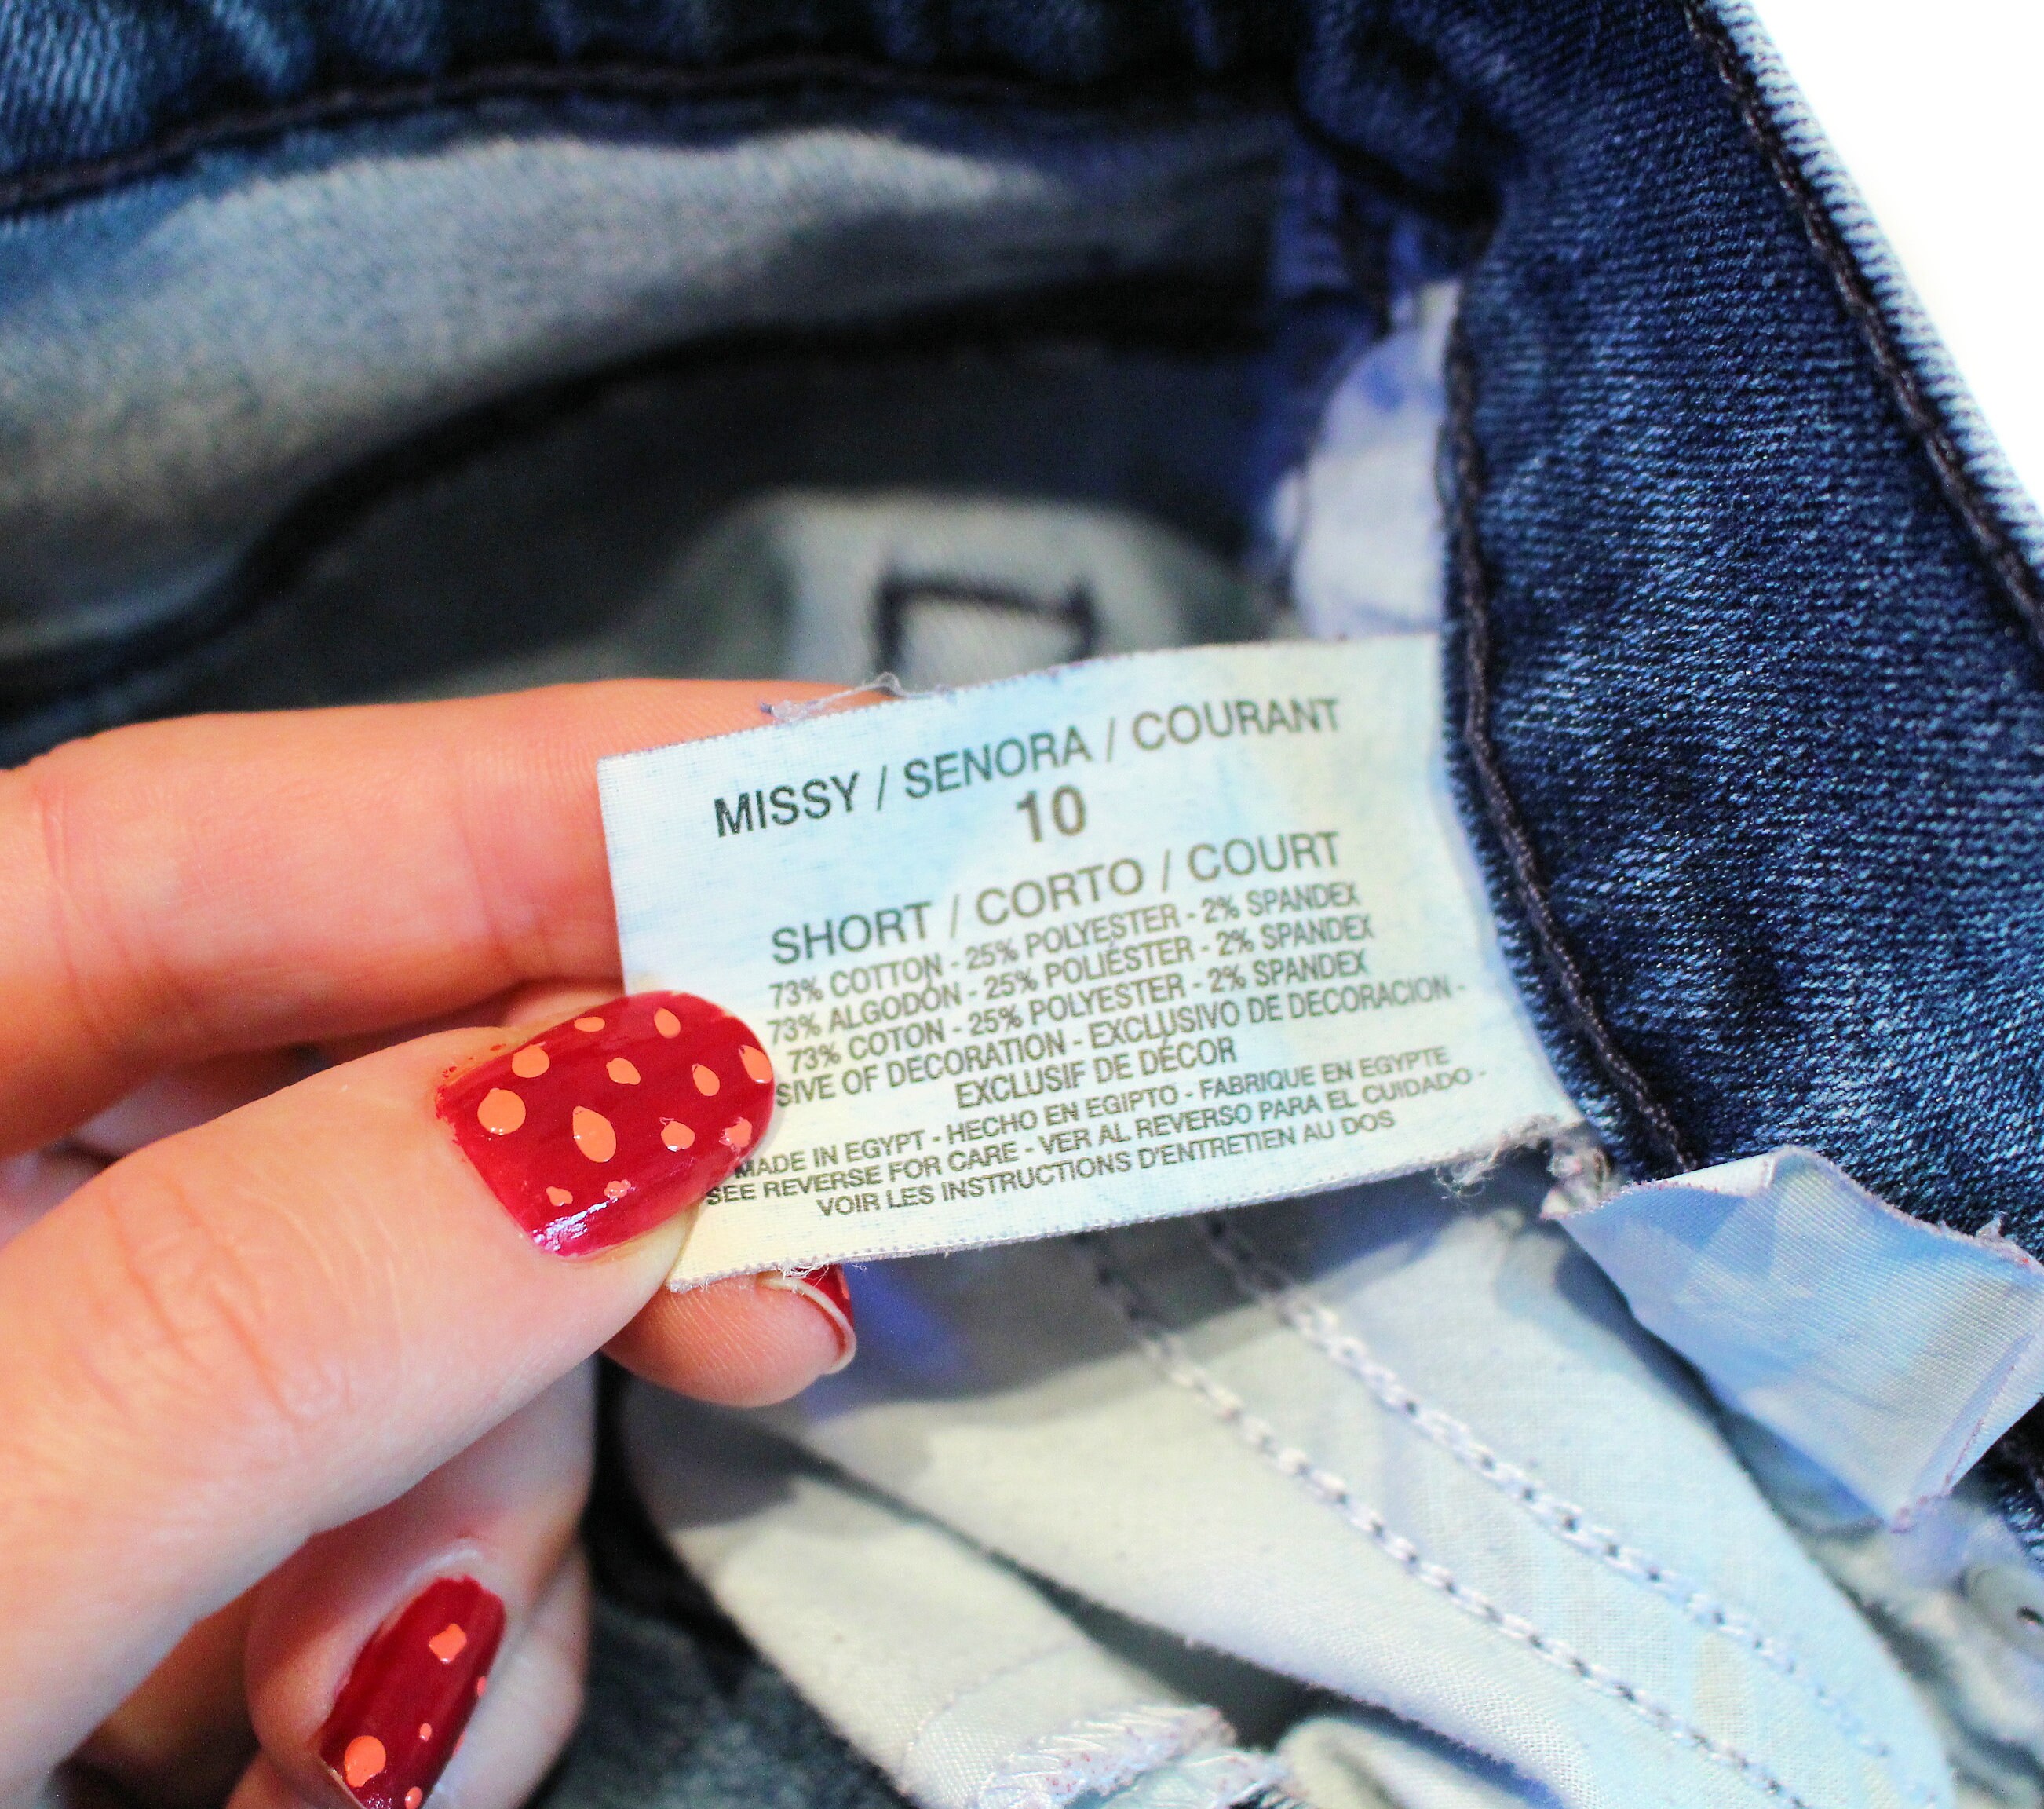 MISSY / SENORA / COURANT
10
SHORT / CORTO / COURT
73% COTTON - 25% POLYESTER - 2% SPANDEX
73% ALGODÓN - 25% POLIÉSTER - 2% SPANDEX
73% COTON - 25% POLYESTER - 2% SPANDEX
SIVE OF DECORATION - EXCLUSIVO DE DECORACION -
EXCLUSIF DE DÉCOR
MADE IN EGYPT - HECHO EN EGIPTO - FABRIQUE EN EGYPTE
SEE REVERSE FOR CARE - VER AL REVERSO PARA EL CUIDADO -
VOIR LES INSTRUCTIONS D'ENTRETIEN AU DOS